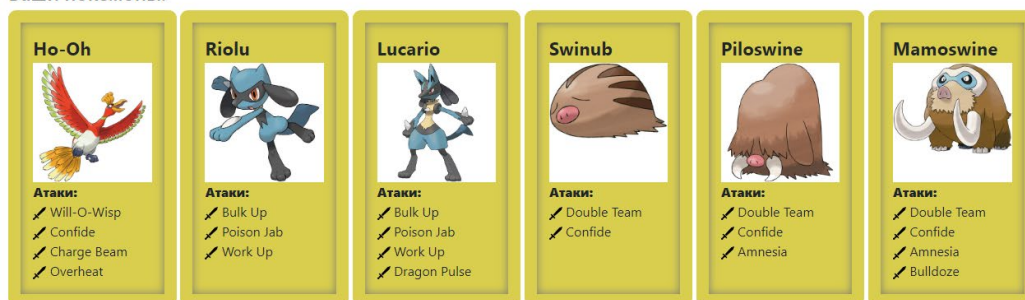 Ho-Oh
Атаки:
Will-O-Wisp
Confide
Charge Beam
Overheat
Riolu
Атаки:
Bulk Up
Poison Jab
Work Up
Lucario
Атаки:
Bulk Up
Poison Jab
Work Up
Dragon Pulse
Swinub
Атаки:
Double Team
Confide
Piloswine
Атаки:
Double Team
Confide
Amnesia
Mamoswine
Атаки:
Double Team
Confide
Amnesia
Bulldoze